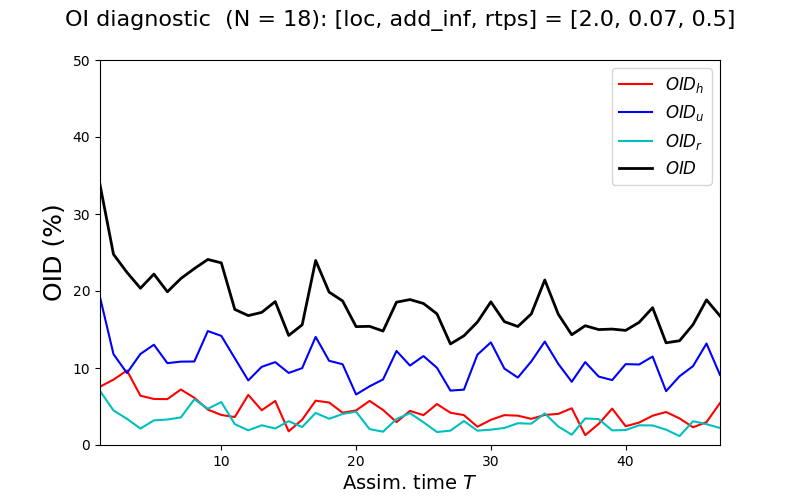 OI diagnostic (N = 18): [loc, add_inf, rtps] = [2.0, 0.07, 0.5]
50
40
30
20
10
0
OID (%)
OID_h
OID_u
OID_r
OID
10
20
30
40
Assim. time T